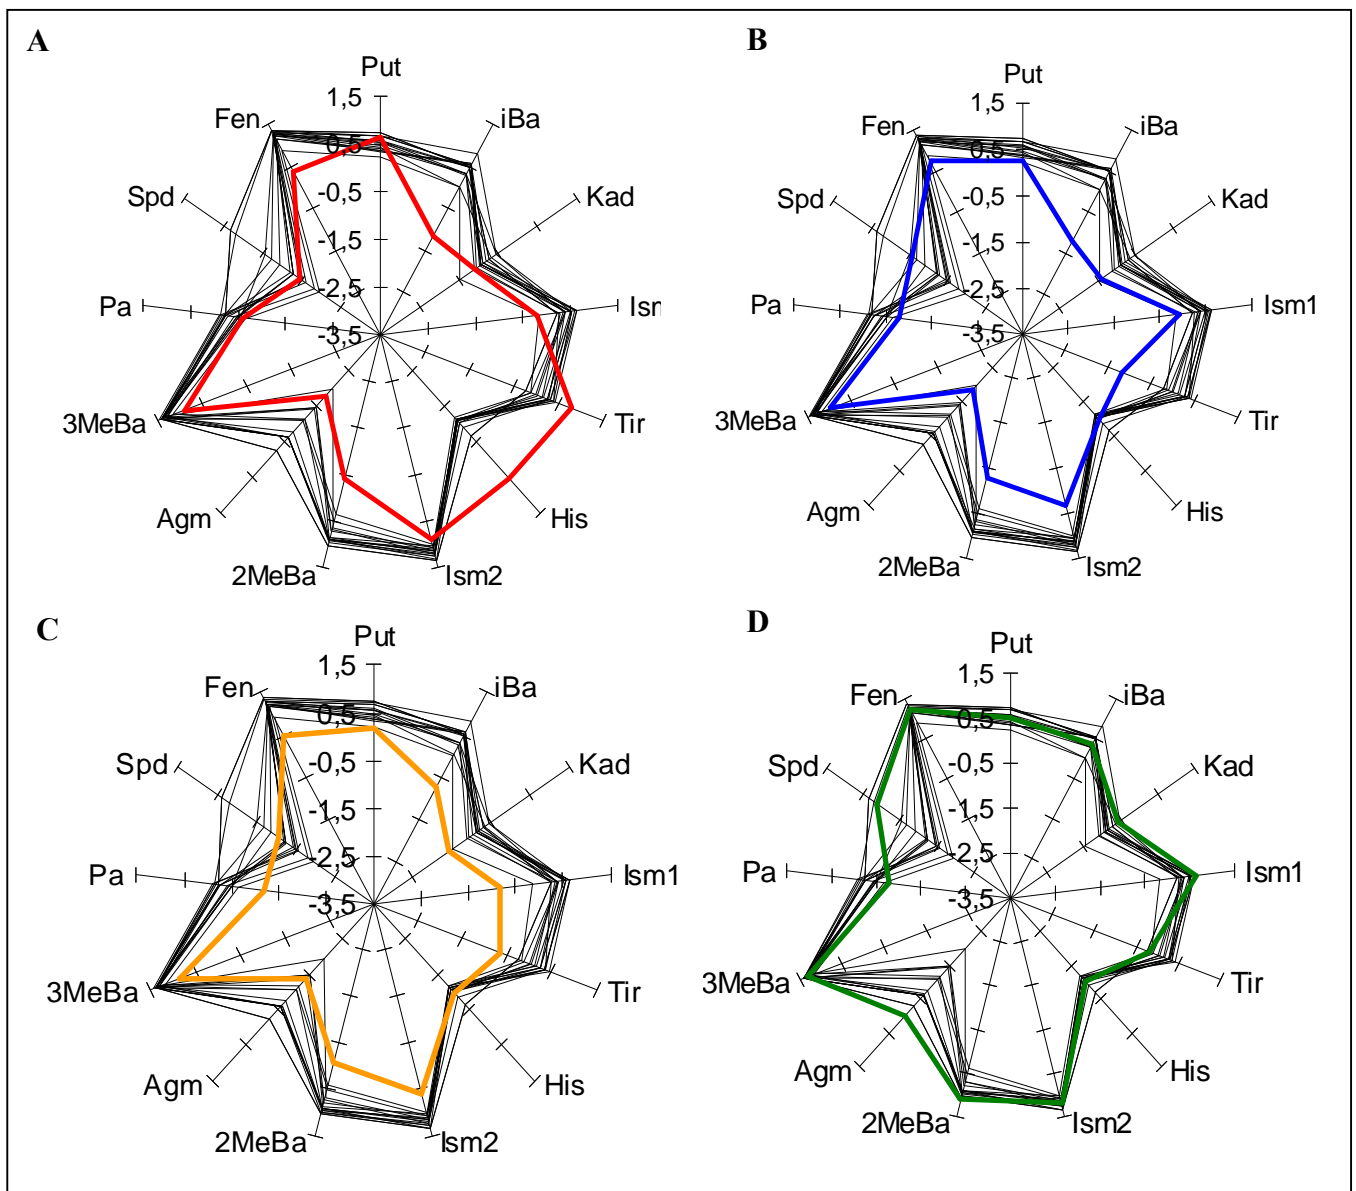 A
Put
1,5
iBa
Fen
0,5
Kad
Spd
-0,5
-1,5
-2,5
Pa
-3,5
Isn
3MeBa
Tir
Agm
His
2MeBa
Ism2
B
Put
1,5
iBa
Fen
0,5
Kad
Spd
-0,5
-1,5
-2,5
Pa
-3,5
Ism1
3MeBa
Tir
Agm
His
2MeBa
Ism2
C
Put
1,5
iBa
Fen
0,5
Kad
Spd
-0,5
-1,5
-2,5
Pa
-3,5
Ism1
3MeBa
Tir
Agm
His
2MeBa
Ism2
D
Put
1,5
iBa
Fen
0,5
Kad
Spd
-0,5
-1,5
-2,5
Pa
-3,5
Ism1
3MeBa
Tir
Agm
His
2MeBa
Ism2